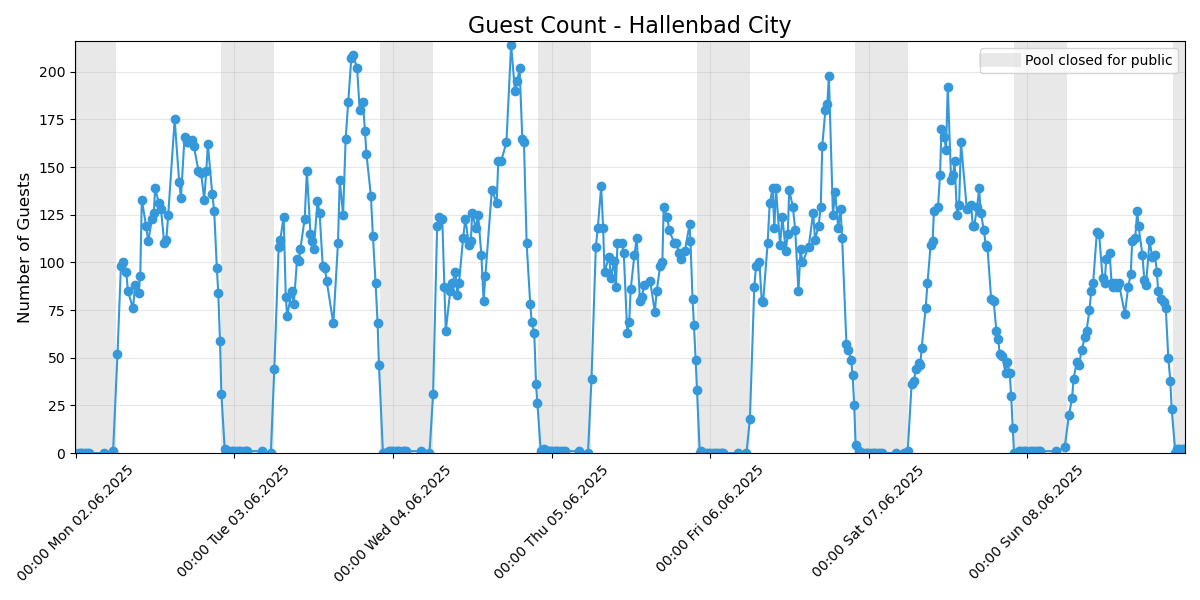 Guest Count - Hallenbad City
Pool closed for public
Number of Guests
200
175
150
125
100
75
50
25
0
00:00 Mon 02.06.2025
00:00 Tue 03.06.2025
00:00 Wed 04.06.2025
00:00 Thu 05.06.2025
00:00 Fri 06.06.2025
00:00 Sat 07.06.2025
00:00 Sun 08.06.2025